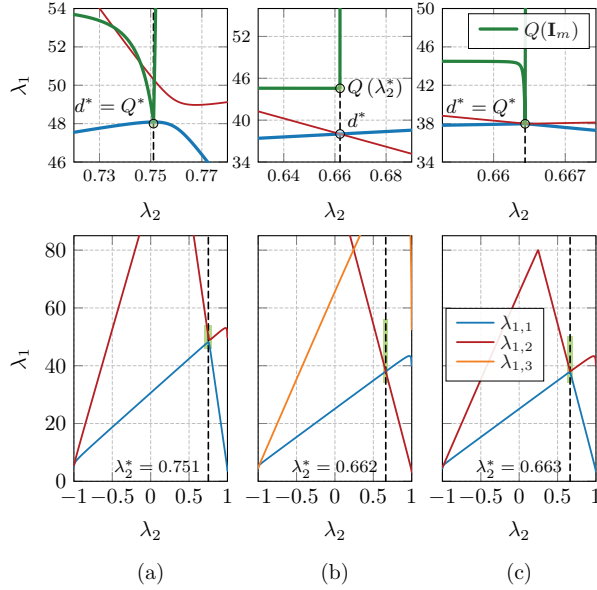 54
52
50
48
46
λ₁
d* = Q*
0.73
0.75
0.77
λ₂
54
44
34
Q (λ₂*)
d*
0.64
0.66
0.68
λ₂
50
46
42
38
34
Q(I_m)
d* = Q*
0.66
0.666
0.667
λ₂
80
60
40
20
0
λ₁
λ₂* = 0.751
−1
−0.5
0
0.5
1
λ₂
(a)
λ₂* = 0.662
−1
−0.5
0
0.5
1
λ₂
(b)
λ₁,₁
λ₁,₂
λ₁,₃
λ₂* = 0.663
−1
−0.5
0
0.5
1
λ₂
(c)